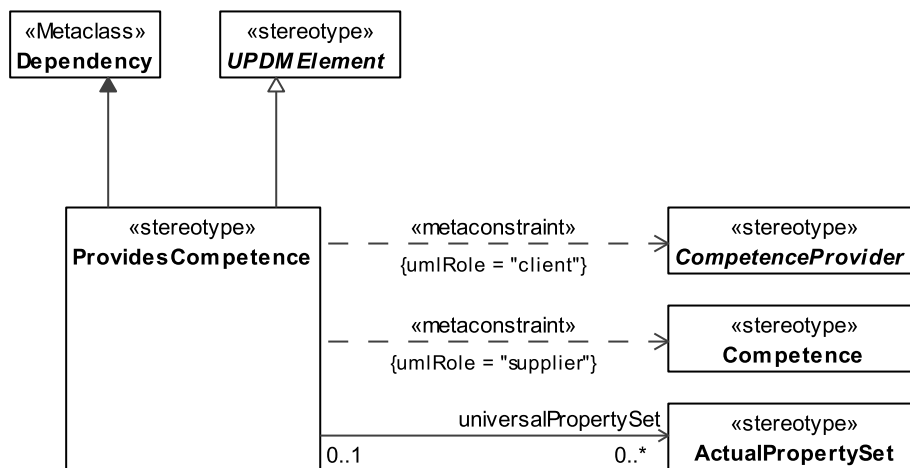 «Metaclass»
Dependency
«stereotype»
UPDMElement
«stereotype»
ProvidesCompetence
«metaconstraint»
{umlRole = "client"}
«stereotype»
CompetenceProvider
«metaconstraint»
{umlRole = "supplier"}
«stereotype»
Competence
universalPropertySet
0..1
0..*
«stereotype»
ActualPropertySet